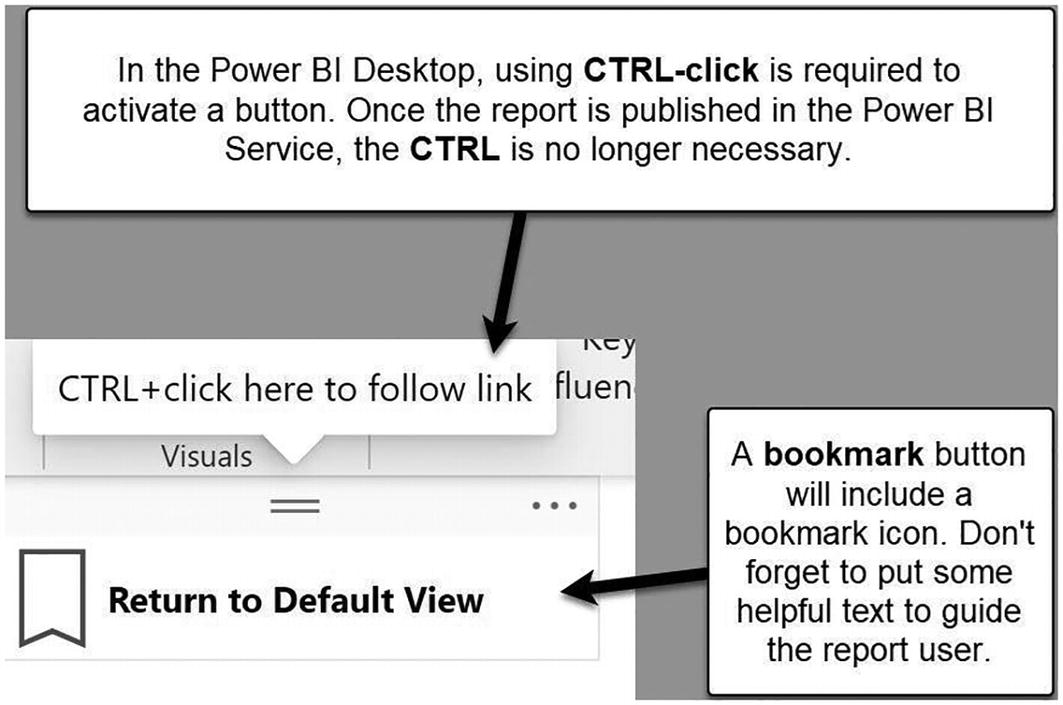 In the Power BI Desktop, using CTRL-click is required to
activate a button. Once the report is published in the Power BI
Service, the CTRL is no longer necessary.
Key
CTRL+click here to follow link
fluen
Visuals
Return to Default View
A bookmark button
will include a
bookmark icon. Don't
forget to put some
helpful text to guide
the report user.